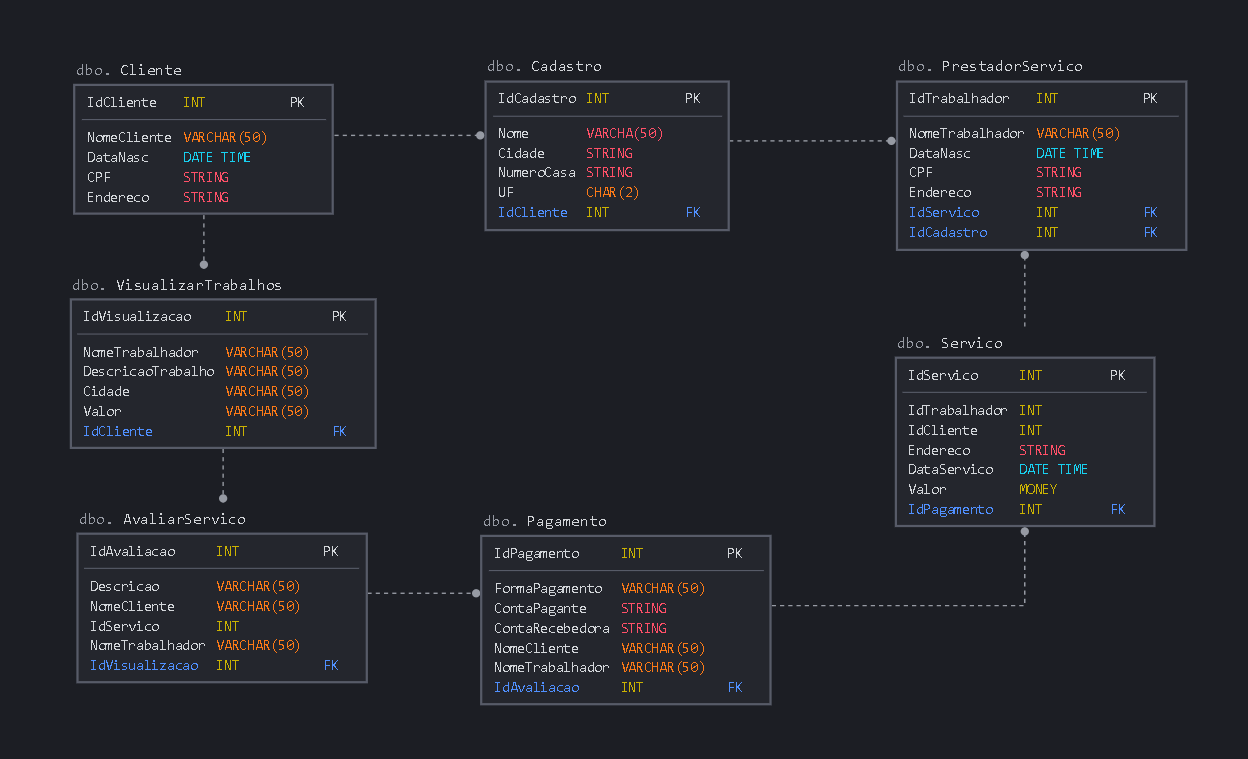 dbo. Cliente
IdCliente INT PK
NomeCliente VARCHAR(50)
DataNasc DATE TIME
CPF STRING
Endereco STRING
dbo. Cadastro
IdCadastro INT PK
Nome VARCHA(50)
Cidade STRING
NumeroCasa STRING
UF CHAR(2)
IdCliente INT FK
dbo. PrestadorServico
IdTrabalhador INT PK
NomeTrabalhador VARCHAR(50)
DataNasc DATE TIME
CPF STRING
Endereco STRING
IdServico INT FK
IdCadastro INT FK
dbo. VisualizarTrabalhos
IdVisualizacao INT PK
NomeTrabalhador VARCHAR(50)
DescricaoTrabalho VARCHAR(50)
Cidade VARCHAR(50)
Valor VARCHAR(50)
IdCliente INT FK
dbo. Servico
IdServico INT PK
IdTrabalhador INT
IdCliente INT
Endereco STRING
DataServico DATE TIME
Valor MONEY
IdPagamento INT FK
dbo. AvaliarServico
IdAvaliacao INT PK
Descricao VARCHAR(50)
NomeCliente VARCHAR(50)
IdServico INT
NomeTrabalhador VARCHAR(50)
IdVisualizacao INT FK
dbo. Pagamento
IdPagamento INT PK
FormaPagamento VARCHAR(50)
ContaPagante STRING
ContaRecebedora STRING
NomeCliente VARCHAR(50)
NomeTrabalhador VARCHAR(50)
IdAvaliacao INT FK